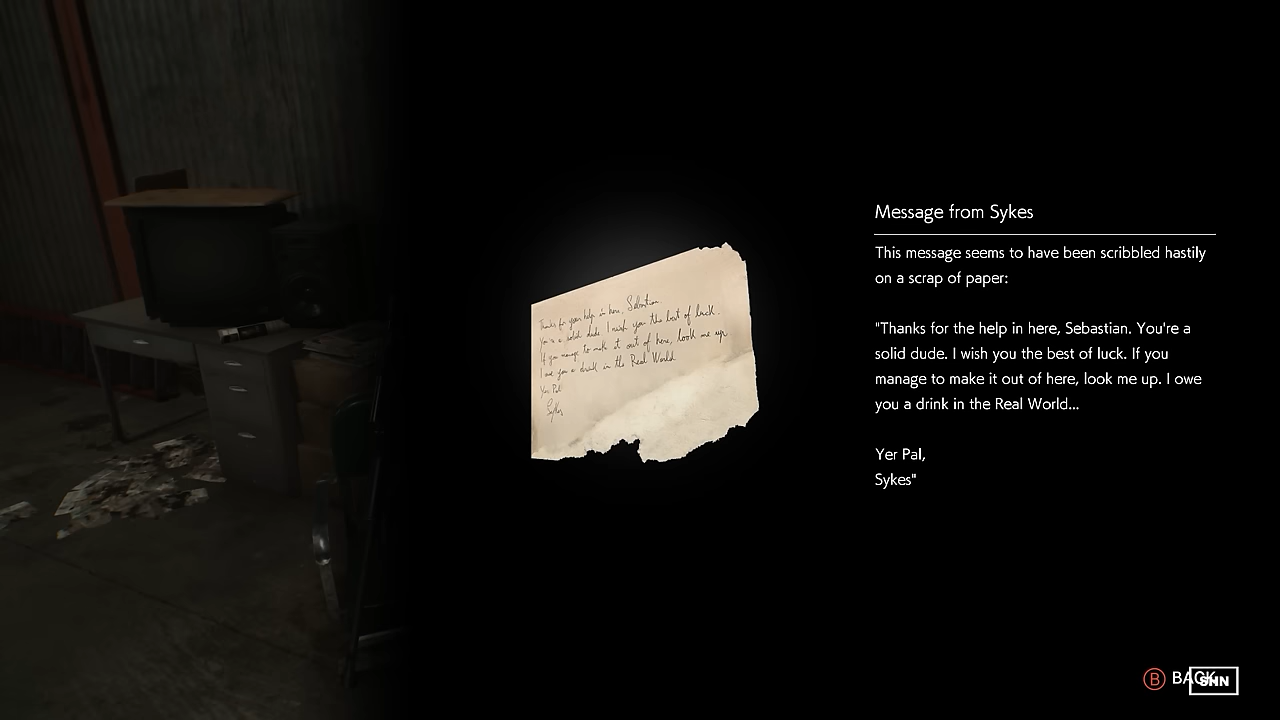 Thanks for your help in here, Sebastian.
You're a solid dude. I wish you the best of luck.
If you manage to make it out of here, look me up
I owe you a drink in the Real World
Yer Pal
Sykes
Message from Sykes
This message seems to have been scribbled hastily
on a scrap of paper:
"Thanks for the help in here, Sebastian. You're a
solid dude. I wish you the best of luck. If you
manage to make it out of here, look me up. I owe
you a drink in the Real World...
Yer Pal,
Sykes"
B BACK
SNN